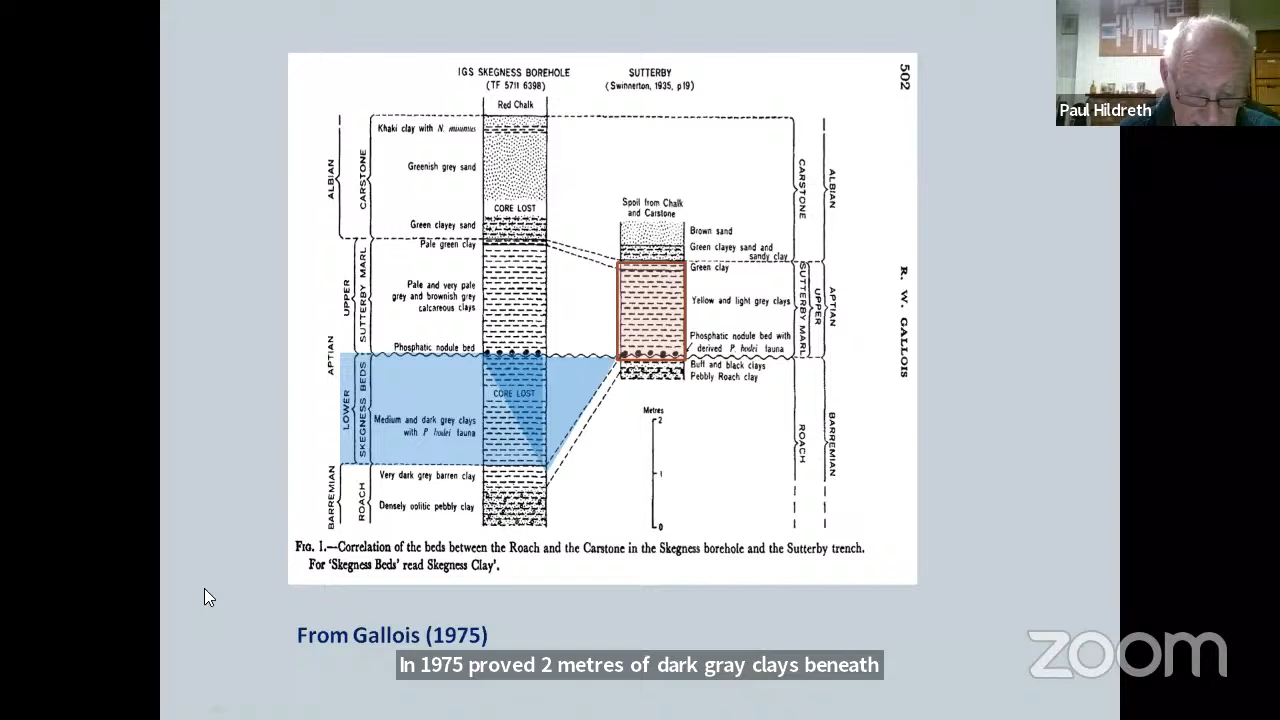 IGS SKEGNESS BOREHOLE
(TF 5711 6398)
SUTTERBY
(Swinnerton, 1935, p19)
502
Paul Hildreth
Red Chalk
Khaki clay with N. minimus
Greenish grey sand
CORE LOST
Green clayey sand
Pale green clay
Pale and very pale
grey and brownish grey
calcareous clays
Phosphatic nodule bed
CORE LOST
Medium and dark grey clays
with P bodei fauna
Very dark grey barren clay
Densely oolitic pebbly clay
ALBIAN
CARSTONE
UPPER
SUTTERBY MARL
APTIAN
LOWER
SKEGNESS BEDS
BARREMIAN
ROACH
Spoil from Chalk
and Carstone
Brown sand
Green clayey sand and
sandy clay
Green clay
Yellow and light grey clays
Phosphatic nodule bed with
derived P. bodei fauna
Buff and black clays
Pebbly Roach clay
CARSTONE
ALBIAN
SUTTERBY MARL
UPPER
APTIAN
ROACH
BARREMIAN
Metres
2
1
0
R. W. GALLOIS
FIG. 1.—Correlation of the beds between the Roach and the Carstone in the Skegness borehole and the Sutterby trench.
For 'Skegness Beds' read Skegness Clay'.
From Gallois (1975)
In 1975 proved 2 metres of dark gray clays beneath
zoom